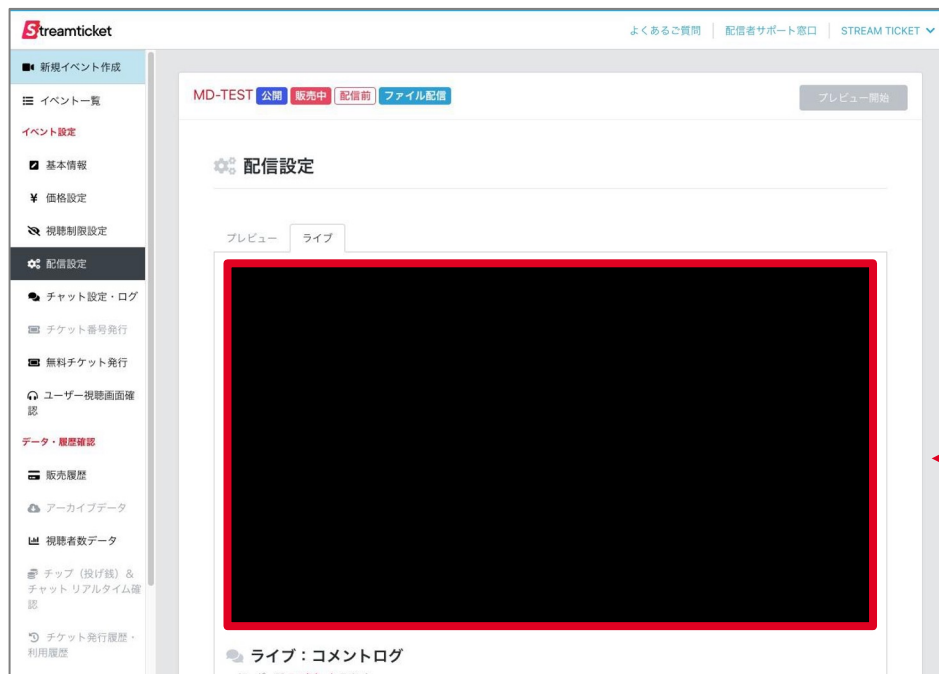 Streamticket
よくあるご質問
配信者サポート窓口
STREAM TICKET
新規イベント作成
イベント一覧
イベント設定
基本情報
¥ 価格設定
視聴制限設定
配信設定
チャット設定・ログ
チケット番号発行
無料チケット発行
ユーザー視聴画面確
認
データ・履歴確認
販売履歴
アーカイブデータ
視聴者数データ
チップ（投げ銭）&
チャット リアルタイム確
認
チケット発行履歴・
利用履歴
MD-TEST 公開 販売中 配信前 ファイル配信
プレビュー開始
配信設定
プレビュー ライブ
ライブ：コメントログ